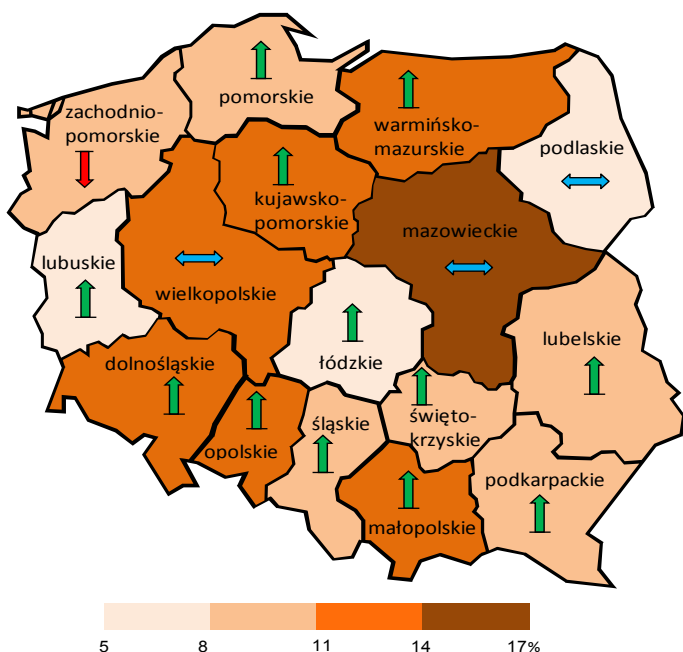 pomorskie
zachodnio-
pomorskie
warmińsko-
mazurskie
podlaskie
kujawsko-
pomorskie
mazowieckie
lubuskie
wielkopolskie
lubelskie
dolnośląskie
łódzkie
święto-
krzyskie
śląskie
opolskie
podkarpackie
małopolskie
5 8 11 14 17%